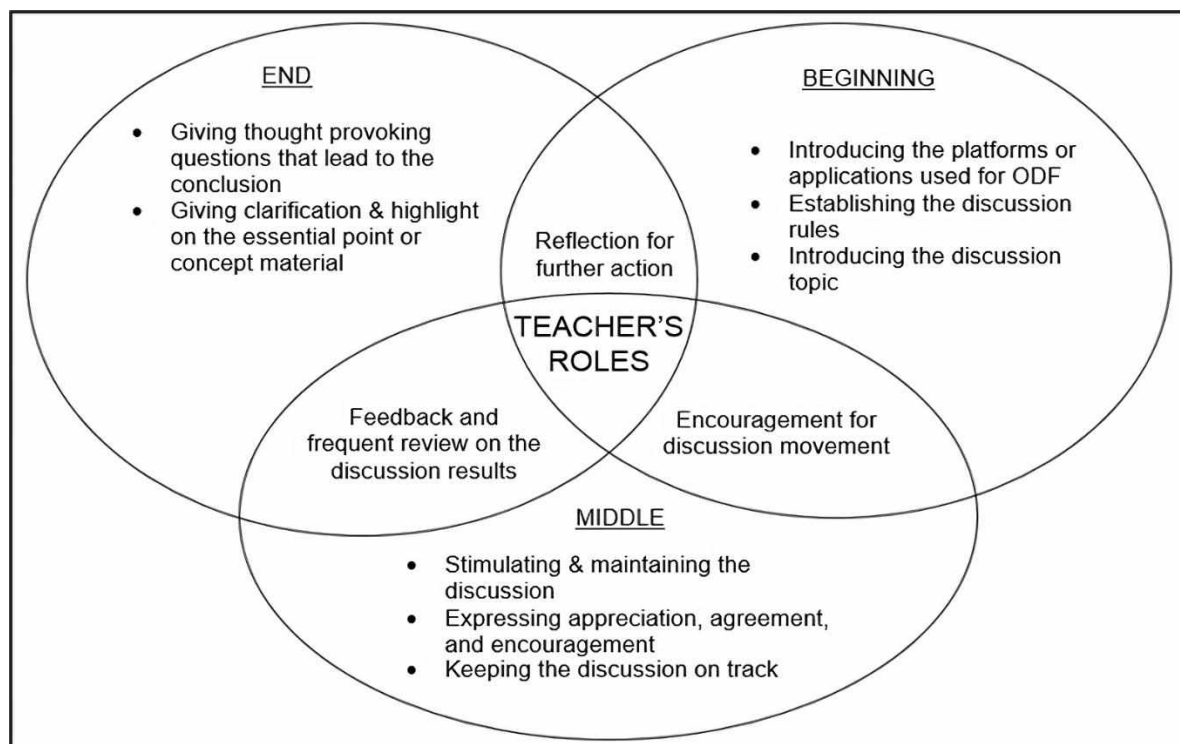 END
• Giving thought provoking
questions that lead to the
conclusion
• Giving clarification & highlight
on the essential point or
concept material
BEGINNING
• Introducing the platforms or
applications used for ODF
• Establishing the discussion
rules
• Introducing the discussion
topic
Reflection for
further action
TEACHER'S
ROLES
Feedback and
frequent review on the
discussion results
Encouragement for
discussion movement
MIDDLE
• Stimulating & maintaining the
discussion
• Expressing appreciation, agreement,
and encouragement
• Keeping the discussion on track